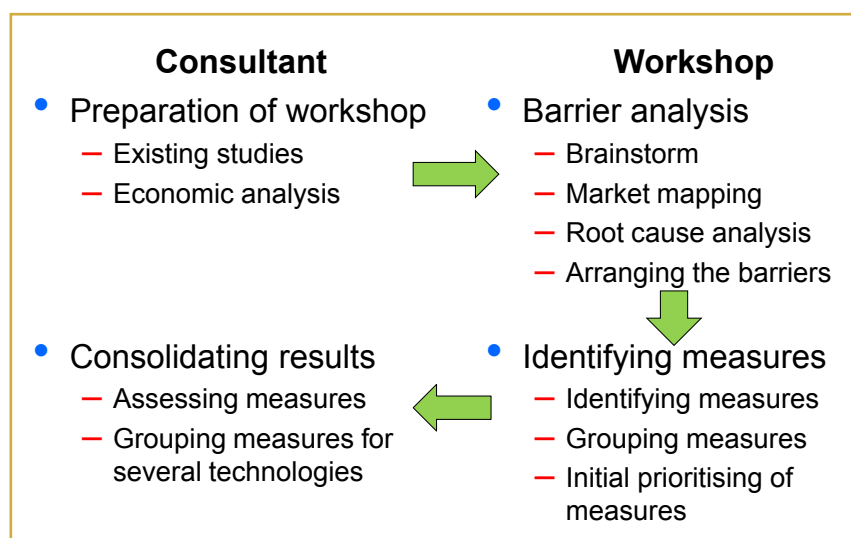 Consultant
• Preparation of workshop
– Existing studies
– Economic analysis
Workshop
• Barrier analysis
– Brainstorm
– Market mapping
– Root cause analysis
– Arranging the barriers
• Identifying measures
– Identifying measures
– Grouping measures
– Initial prioritising of
measures
• Consolidating results
– Assessing measures
– Grouping measures for
several technologies